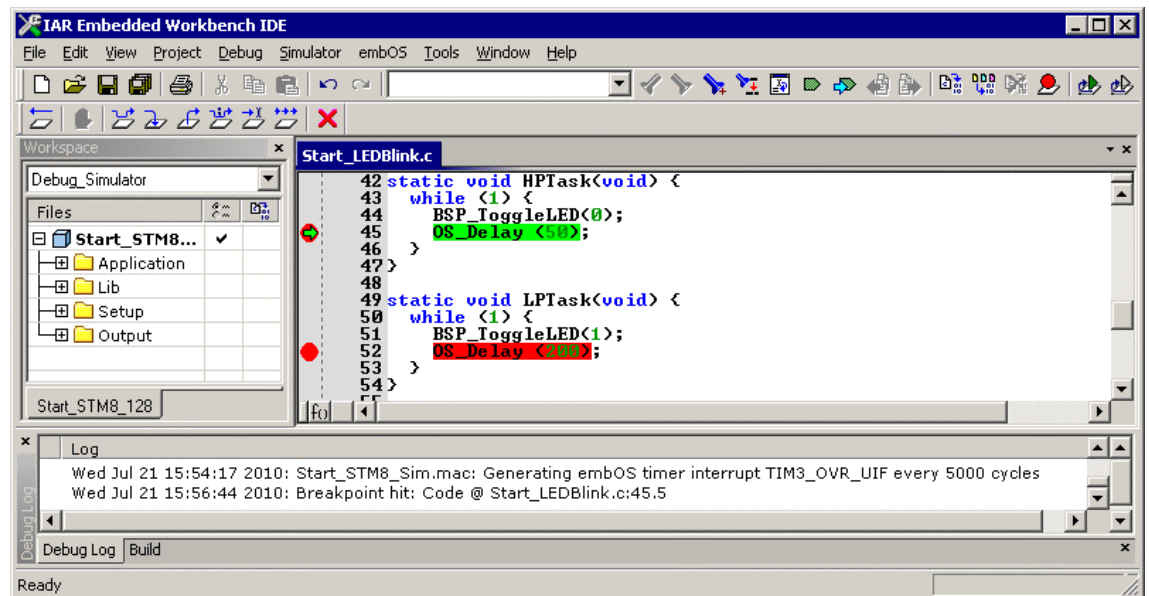 IAR Embedded Workbench IDE
File Edit View Project Debug Simulator embOS Tools Window Help
Workspace
Debug_Simulator
Files
Start_STM8...
Application
Lib
Setup
Output
Start_STM8_128
Start_LEDBlink.c
42 static void HPTask(void) {
43 while (1) {
44 BSP_ToggleLED(0);
45 OS_Delay (50);
46 }
47 }
48
49 static void LPTask(void) {
50 while (1) {
51 BSP_ToggleLED(1);
52 OS_Delay (200);
53 }
54 }
Log
Wed Jul 21 15:54:17 2010: Start_STM8_Sim.mac: Generating embOS timer interrupt TIM3_OVR_UIF every 5000 cycles
Wed Jul 21 15:56:44 2010: Breakpoint hit: Code @ Start_LEDBlink.c:45.5
Debug Log
Debug Log Build
Ready